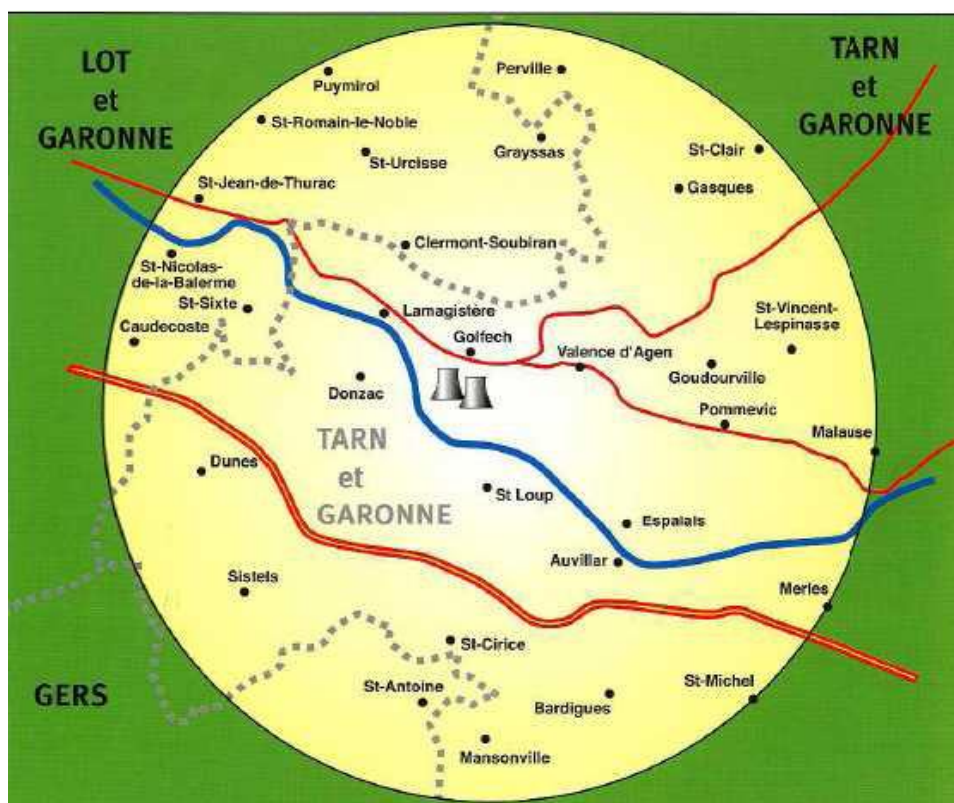 LOT
et
GARONNE
TARN
et
GARONNE
Perville
Puymirol
St-Romain-le-Noble
Grayssas
St-Clair
St-Urcisse
St-Jean-de-Thurac
Gasques
Clermont-Soubiran
St-Nicolas-
de-la-Balerme
St-Sixte
Caudecoste
Lamagistère
Golfech
St-Vincent-
Lespinasse
Valence d'Agen
Goudourville
Donzac
Pommevic
Malause
TARN
et
GARONNE
Dunes
St Loup
Espalais
Auvillar
Sistels
Merles
St-Cirice
St-Antoine
St-Michel
Bardigues
Mansonville
GERS